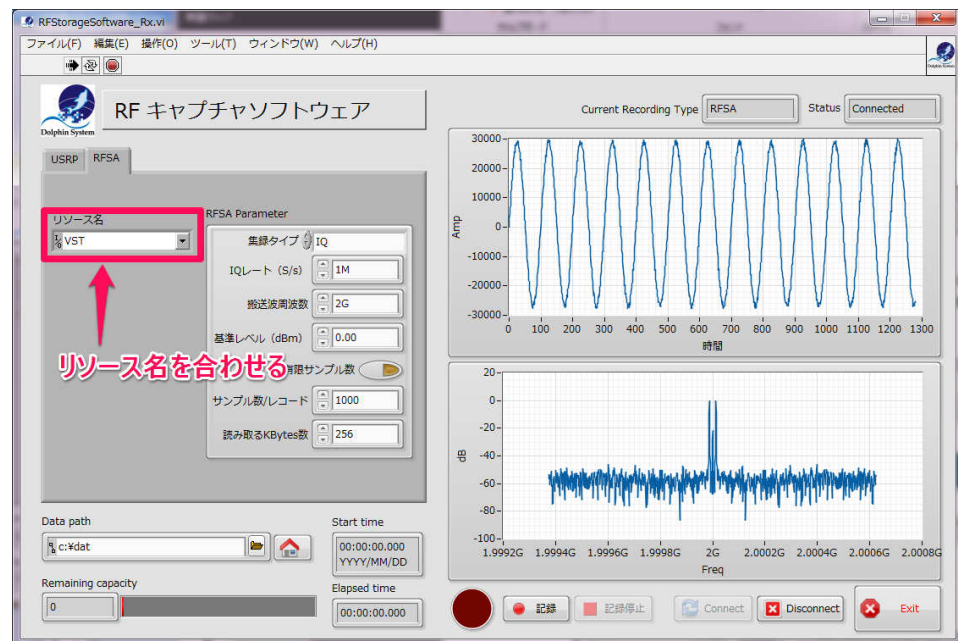 RFStorageSoftware_Rx.vi
ファイル(F) 編集(E) 操作(O) ツール(T) ウィンドウ(W) ヘルプ(H)
Dolphin System
RF キャプチャソフトウェア
Current Recording Type RFSA Status Connected
USRP RFSA
リソース名
VST
RFSA Parameter
集録タイプ IQ
IQレート (S/s) 1M
搬送波周波数 2G
基準レベル (dBm) 0.00
有限サンプル数
サンプル数/レコード 1000
読み取るKBytes数 256
リソース名を合わせる
30000
20000
10000
0
-10000
-20000
-30000
Amp
0 100 200 300 400 500 600 700 800 900 1000 1100 1200 1300
時間
20
0
-20
-40
-60
-80
-100
dB
1.9992G 1.9994G 1.9996G 1.9998G 2G 2.0002G 2.0004G 2.0006G 2.0008G
Freq
Data path
c:¥dat
Start time
00:00:00.000
YYYY/MM/DD
Remaining capacity
0
Elapsed time
00:00:00.000
記録 記録停止 Connect Disconnect Exit